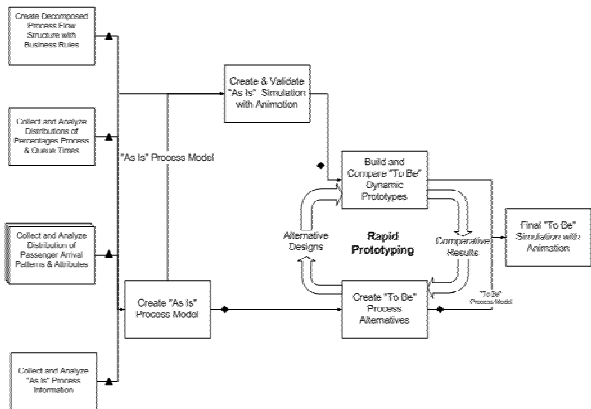 Create Decomposed
Process Flow
Structure with
Business Rules
Collect and Analyze
Distributions of
Percentages Process
& Queue Times
Collect and Analyze
Distribution of
Passenger Arrival
Patterns & Attributes
Collect and Analyze
"As Is" Process
Information
"As Is" Process Model
Create "As Is"
Process Model
Create & Validate
"As Is" Simulation
with Animation
Build and
Compare "To Be"
Dynamic
Prototypes
Alternative
Designs
Rapid
Prototyping
Comparative
Results
Create "To Be"
Process
Alternatives
"To Be"
Process Model
Final "To Be"
Simulation with
Animation